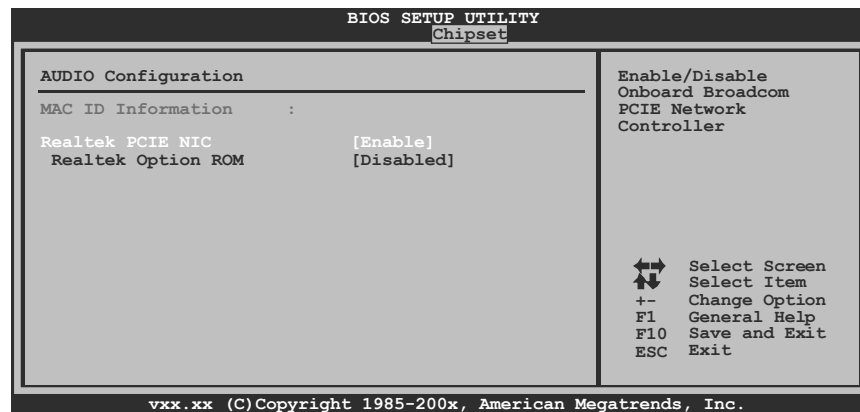 BIOS SETUP UTILITY
Chipset
AUDIO Configuration
MAC ID Information :
Realtek PCIE NIC [Enable]
Realtek Option ROM [Disabled]
Enable/Disable
Onboard Broadcom
PCIE Network
Controller
Select Screen
Select Item
+- Change Option
F1 General Help
F10 Save and Exit
ESC Exit
vxx.xx (C)Copyright 1985-200x, American Megatrends, Inc.